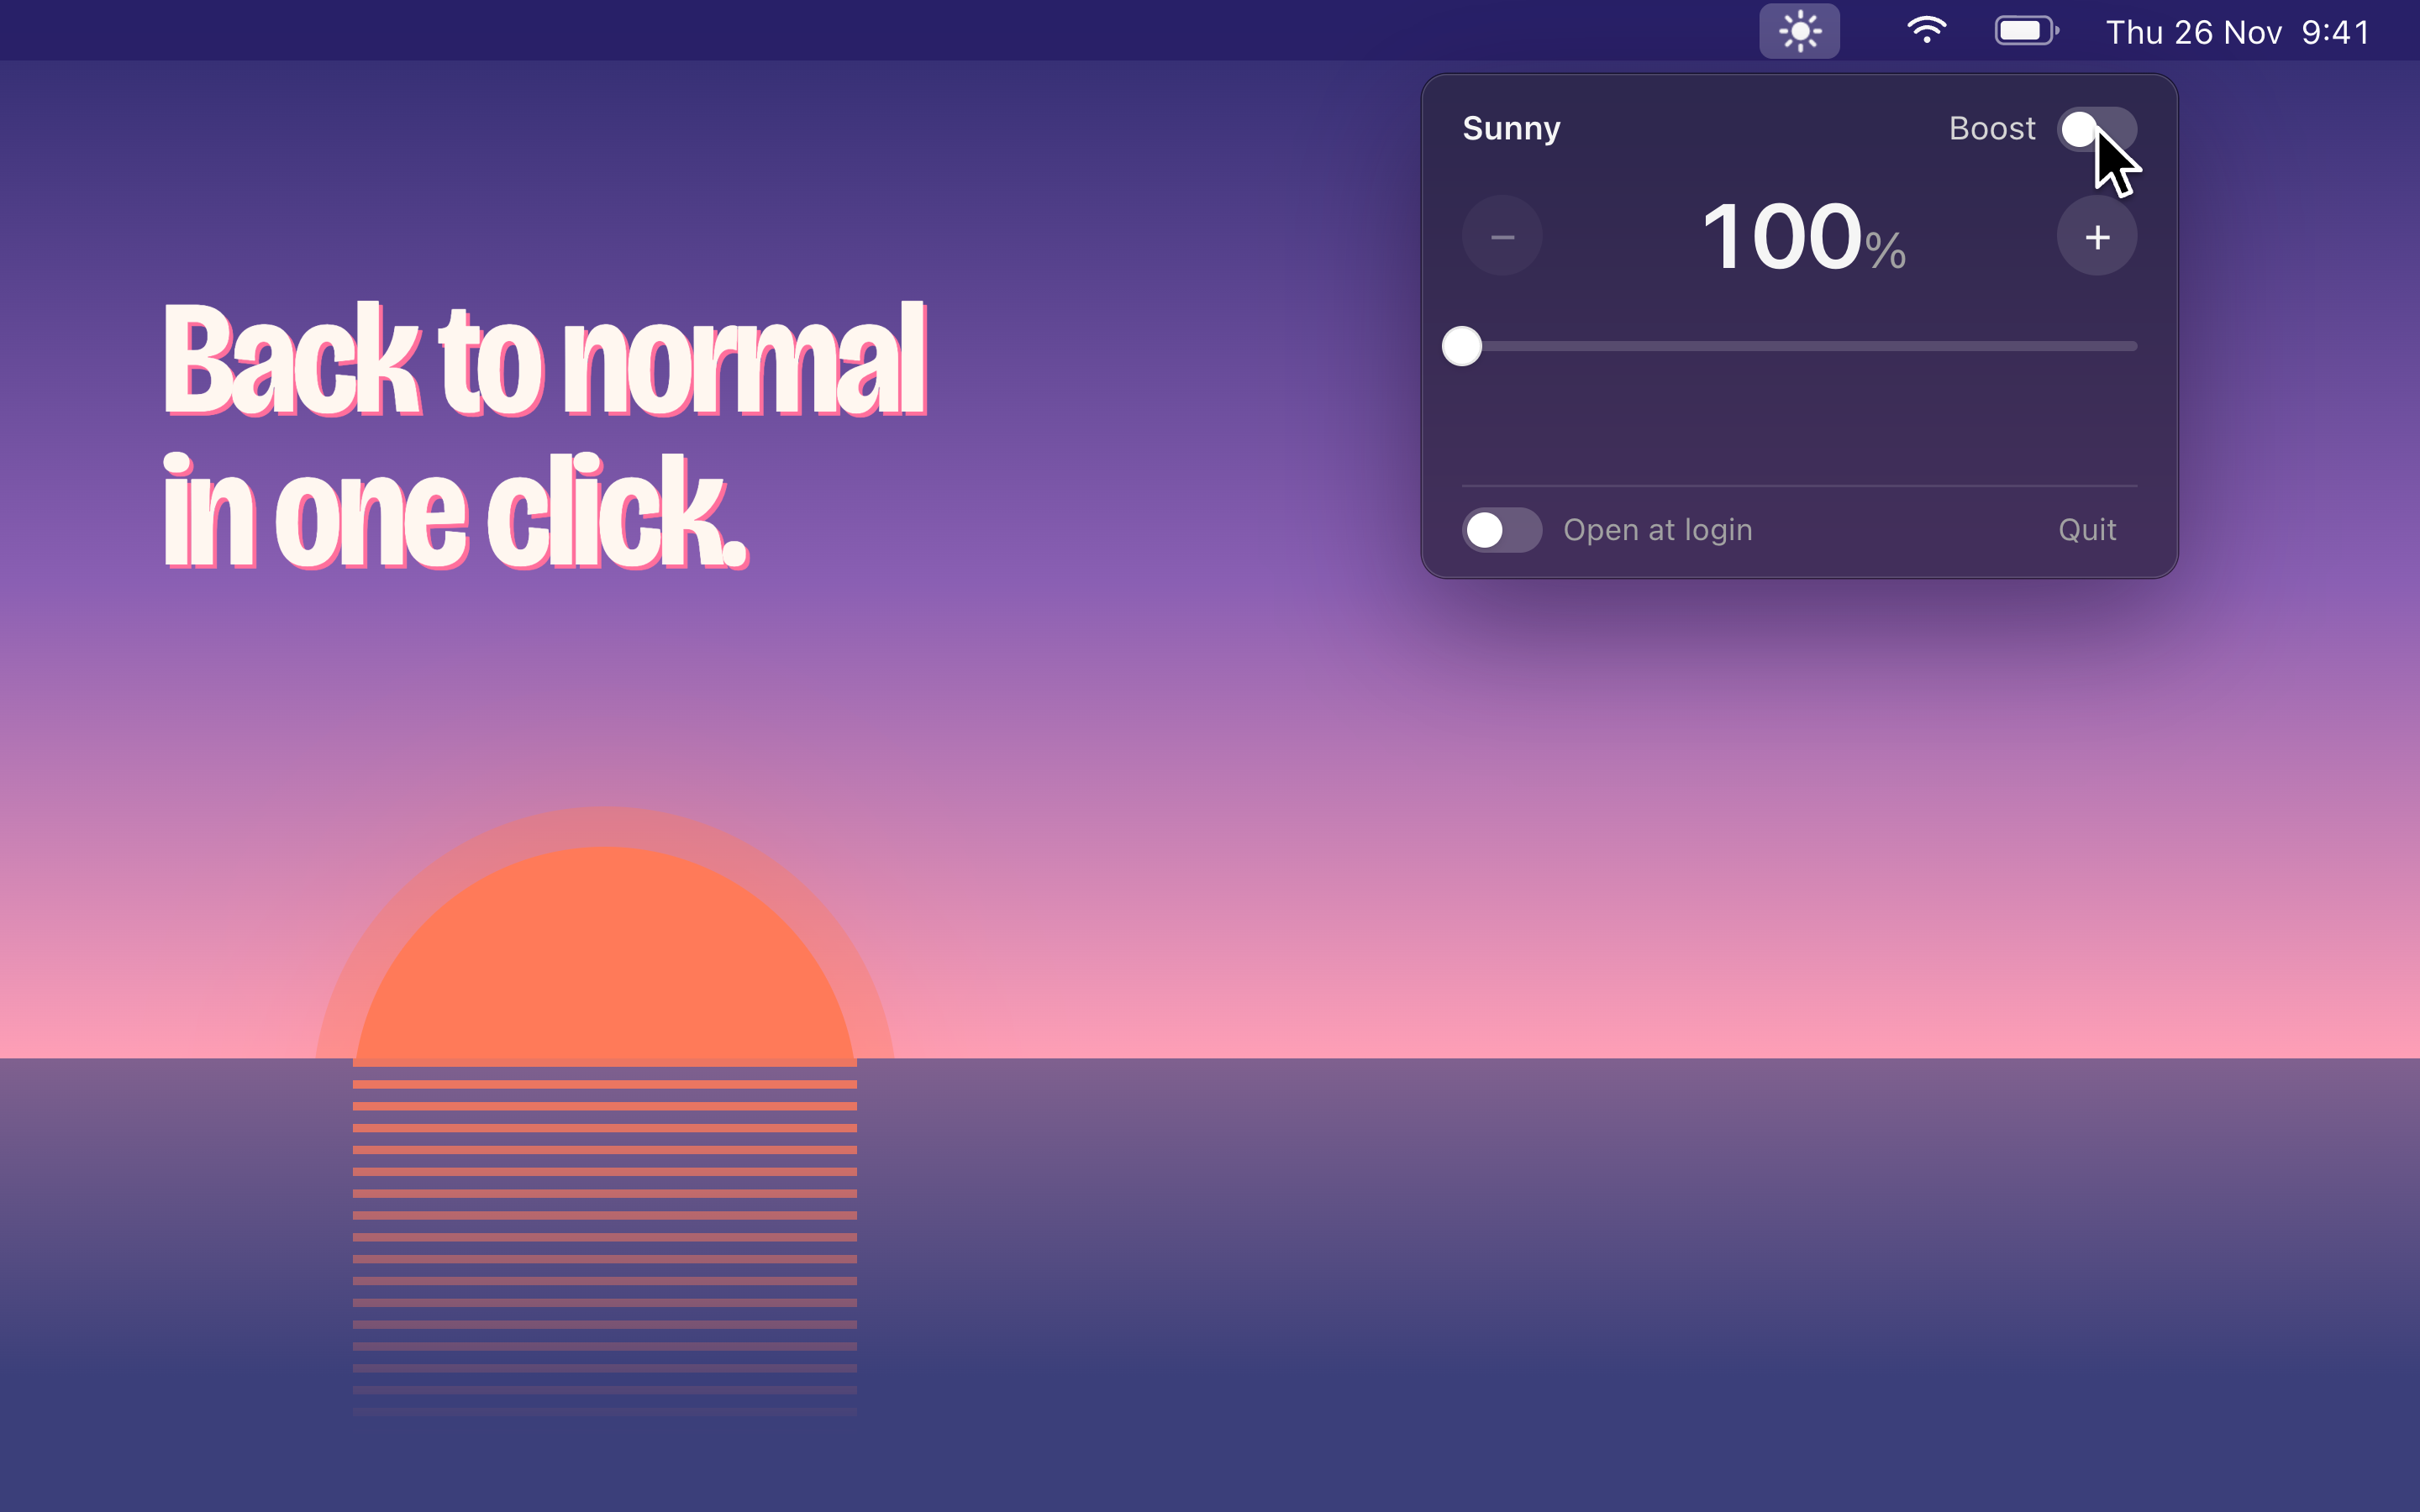 Thu 26 Nov 9:41
Sunny
Boost
− 100% +
Back to normal
in one click.
Open at login
Quit